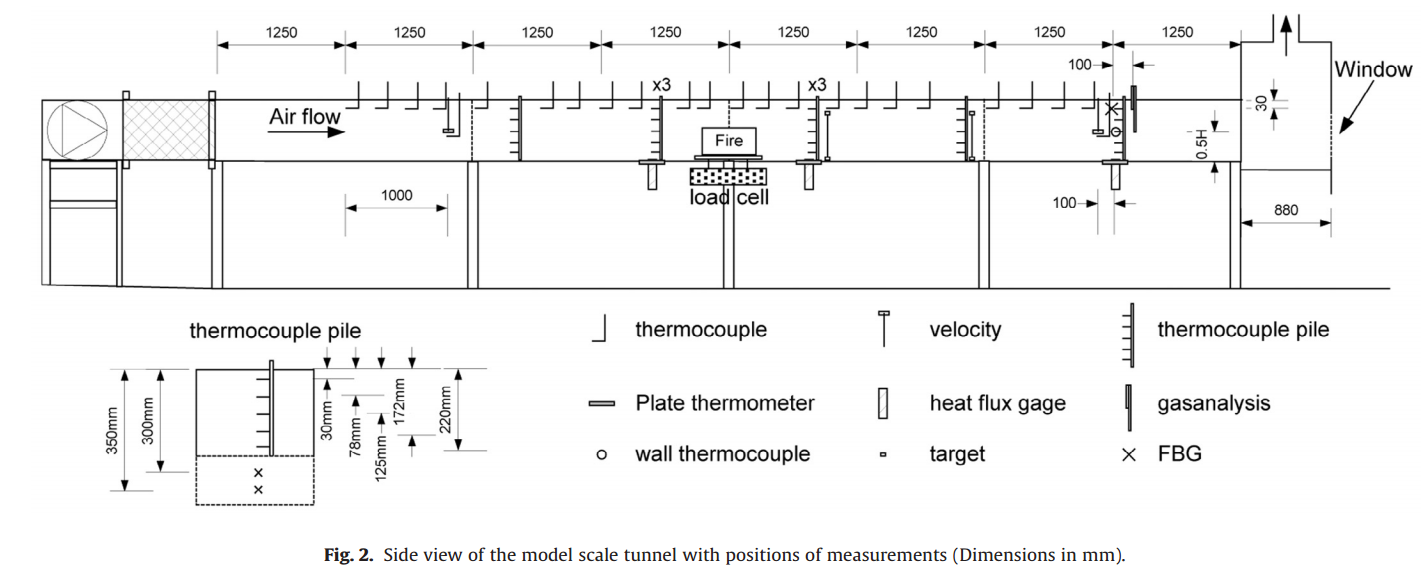 1250 1250 1250 1250 1250 1250 1250 1250
100
x3 x3
Window
Air flow
Fire
30
0.5H
load cell
1000
100
880
thermocouple pile
350mm
300mm
30mm
78mm
125mm
172mm
220mm
thermocouple
velocity
thermocouple pile
Plate thermometer
heat flux gage
gasanalysis
wall thermocouple
target
FBG
Fig. 2. Side view of the model scale tunnel with positions of measurements (Dimensions in mm).